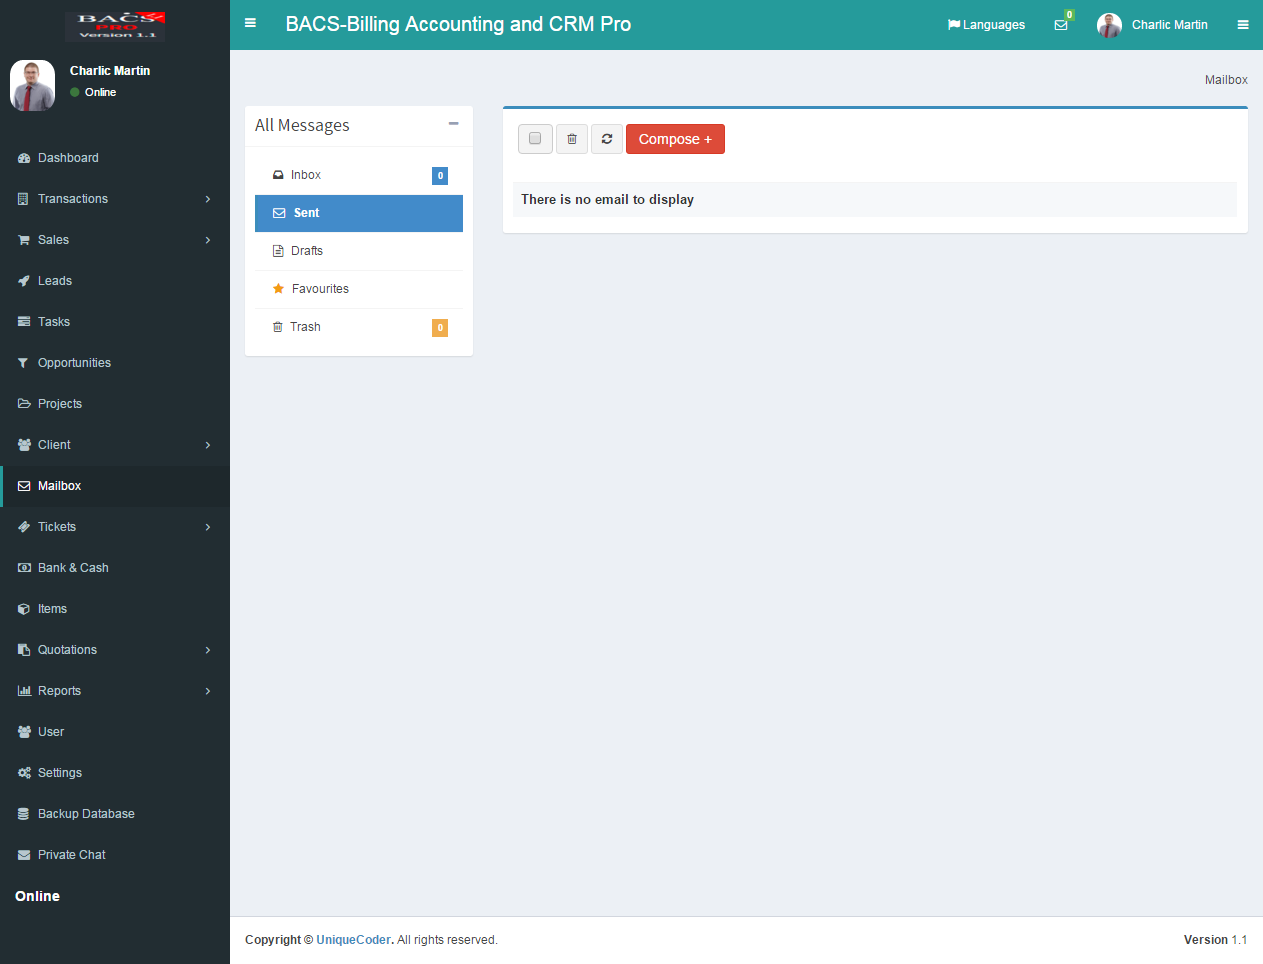 BACS
PRO
Version 1.1
Charlic Martin
Online
Dashboard
Transactions
Sales
Leads
Tasks
Opportunities
Projects
Client
Mailbox
Tickets
Bank & Cash
Items
Quotations
Reports
User
Settings
Backup Database
Private Chat
Online
BACS-Billing Accounting and CRM Pro
Languages
0
Charlic Martin
Mailbox
All Messages
Inbox 0
Sent
Drafts
Favourites
Trash 0
Compose +
There is no email to display
Copyright © UniqueCoder. All rights reserved.
Version 1.1